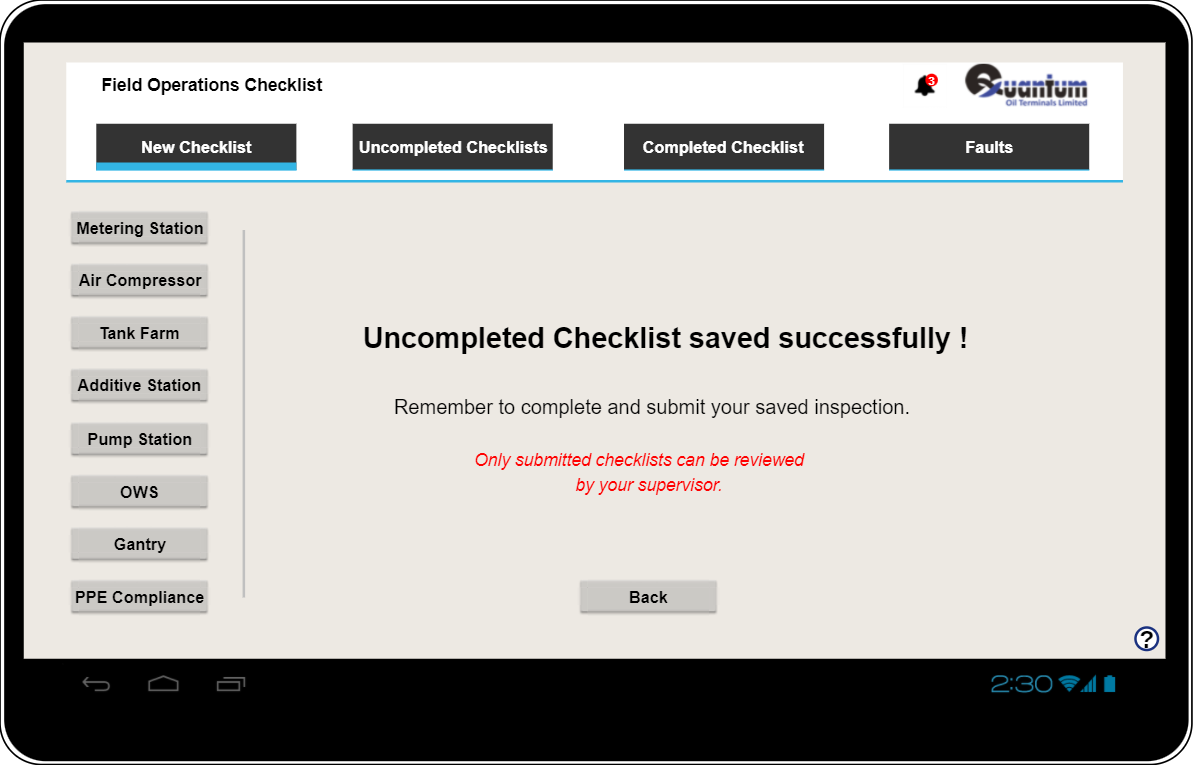 Field Operations Checklist
3
Quantum
Oil Terminals Limited
New Checklist
Uncompleted Checklists
Completed Checklist
Faults
Metering Station
Air Compressor
Tank Farm
Additive Station
Pump Station
OWS
Gantry
PPE Compliance
Uncompleted Checklist saved successfully !
Remember to complete and submit your saved inspection.
Only submitted checklists can be reviewed
by your supervisor.
Back
?
2:30